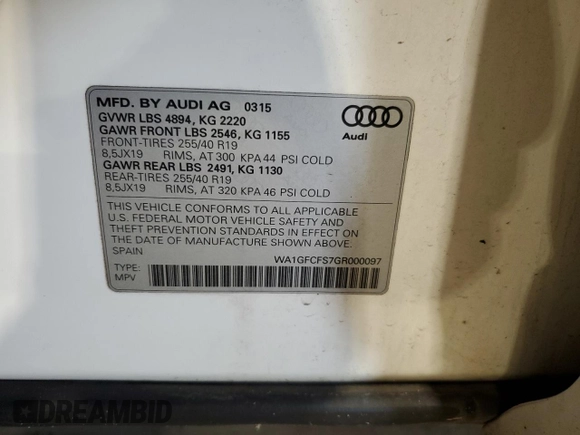 MFD. BY AUDI AG 0315
GVWR LBS 4894, KG 2220
GAWR FRONT LBS 2546, KG 1155
FRONT-TIRES 255/40 R19
8,5JX19 RIMS, AT 300 KPA 44 PSI COLD
GAWR REAR LBS 2491, KG 1130
REAR-TIRES 255/40 R19
8,5JX19 RIMS, AT 320 KPA 46 PSI COLD
Audi
THIS VEHICLE CONFORMS TO ALL APPLICABLE
U.S. FEDERAL MOTOR VEHICLE SAFETY AND
THEFT PREVENTION STANDARDS IN EFFECT ON THE
DATE OF MANUFACTURE SHOWN ABOVE.
SPAIN
WA1GFCFS7GR000097
TYPE:
MPV
DREAMBID